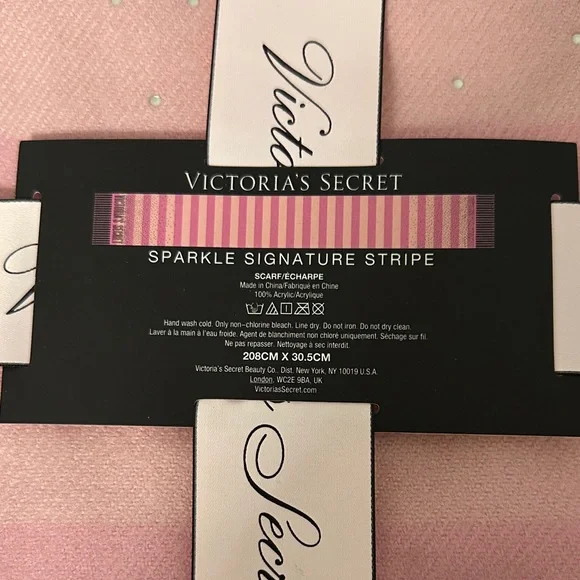 Victo
VICTORIA'S SECRET
SPARKLE SIGNATURE STRIPE
SCARF/ÉCHARPE
Made in China/Fabriqué en Chine
100% Acrylic/Acrylique
Hand wash cold. Only non-chlorine bleach. Line dry. Do not iron. Do not dry clean.
Laver à la main à l'eau froide. Agent de blanchiment non chloré uniquement. Séchage sur fil.
Ne pas repasser. Nettoyage à sec interdit.
208CM X 30.5CM
Victoria's Secret Beauty Co.. Dist. New York, NY 10019 U.S.A.
London. WC2E 9BA, UK
VictoriasSecret.com
Secr